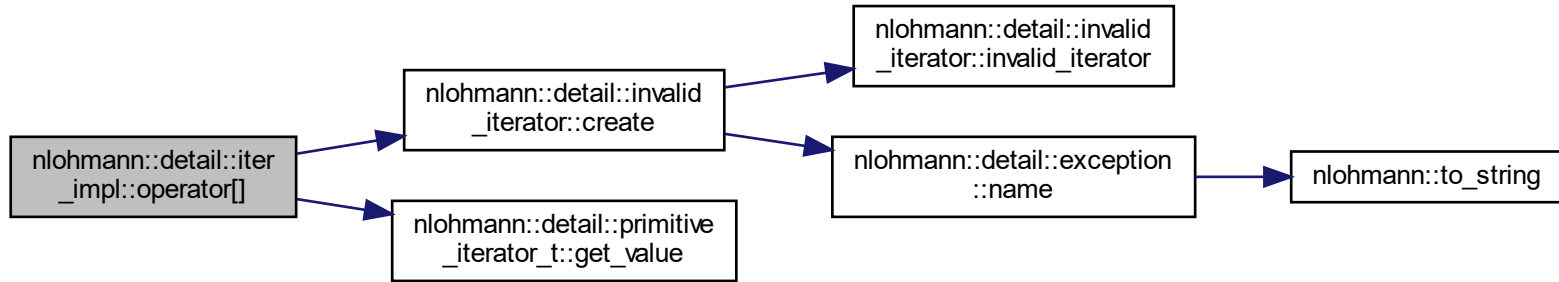 nlohmann::detail::iter
_impl::operator[]
nlohmann::detail::invalid
_iterator::create
nlohmann::detail::invalid
_iterator::invalid_iterator
nlohmann::detail::exception
::name
nlohmann::to_string
nlohmann::detail::primitive
_iterator_t::get_value